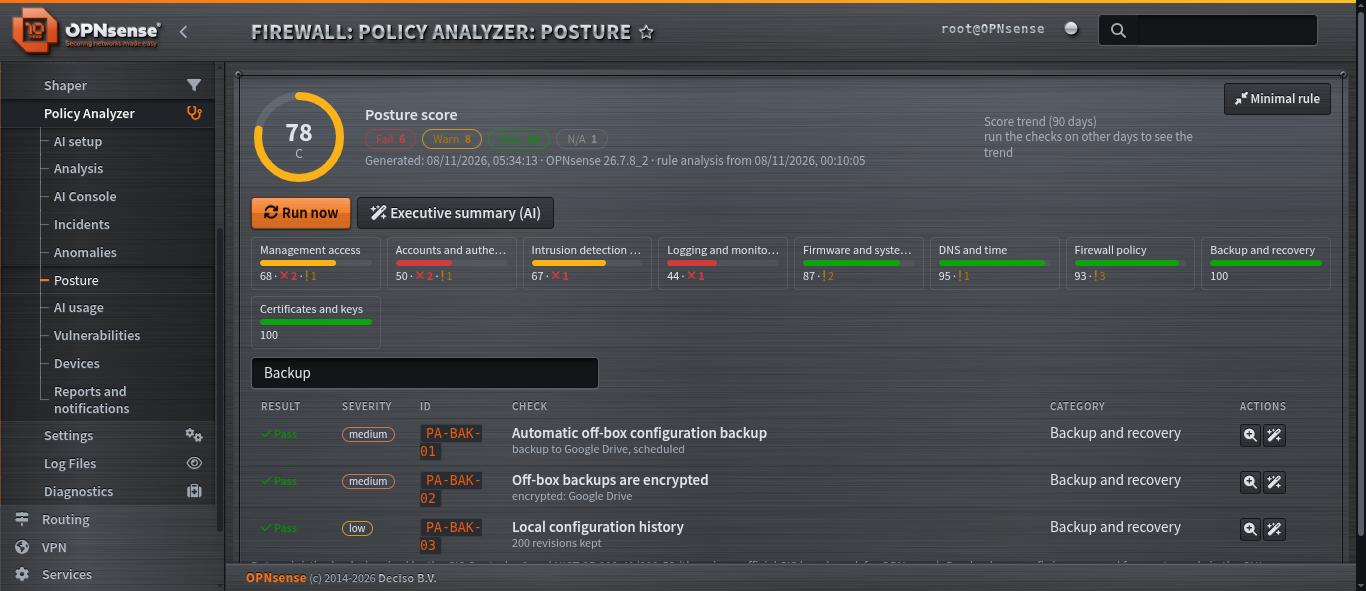 OPNsense
Securing networks made easy
FIREWALL: POLICY ANALYZER: POSTURE
root@OPNsense
Shaper
Policy Analyzer
AI setup
Analysis
AI Console
Incidents
Anomalies
Posture
AI usage
Vulnerabilities
Devices
Reports and
notifications
Settings
Log Files
Diagnostics
Routing
VPN
Services
78
C
Posture score
Fail 6
Warn 8
N/A 1
Generated: 08/11/2026, 05:34:13 · OPNsense 26.7.8_2 · rule analysis from 08/11/2026, 00:10:05
Score trend (90 days)
run the checks on other days to see the
trend
Minimal rule
Run now
Executive summary (AI)
Management access
68 · ✕ 2 · ! 1
Accounts and authe…
50 · ✕ 2 · ! 1
Intrusion detection …
67 · ✕ 1
Logging and monito…
44 · ✕ 1
Firmware and syste…
87 · ! 2
DNS and time
95 · ! 1
Firewall policy
93 · ! 3
Backup and recovery
100
Certificates and keys
100
Backup
RESULT SEVERITY ID CHECK CATEGORY ACTIONS
Pass medium PA-BAK- Automatic off-box configuration backup Backup and recovery
01 backup to Google Drive, scheduled
Pass medium PA-BAK- Off-box backups are encrypted Backup and recovery
02 encrypted: Google Drive
Pass low PA-BAK- Local configuration history Backup and recovery
03 200 revisions kept
OPNsense (c) 2014-2026 Deciso B.V.